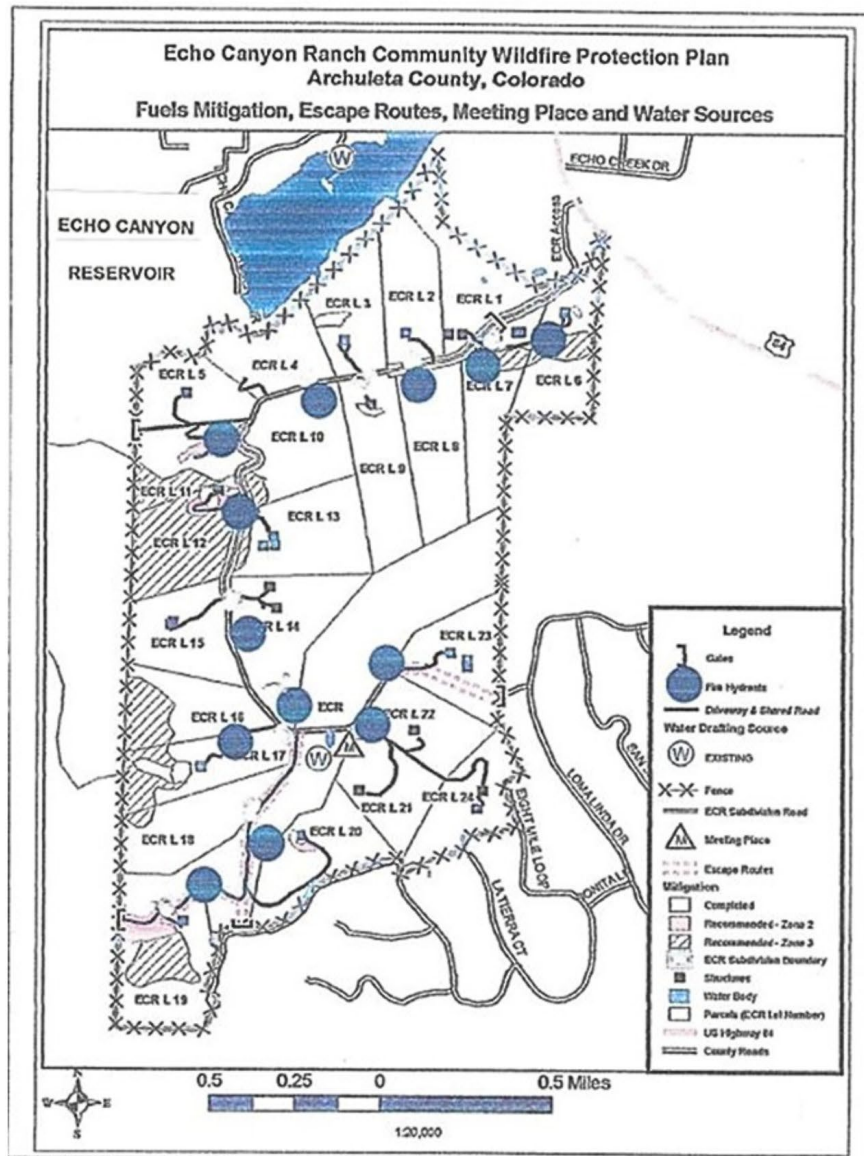 Echo Canyon Ranch Community Wildfire Protection Plan
Archuleta County, Colorado
Fuels Mitigation, Escape Routes, Meeting Place and Water Sources
W
ECHO CREEK DR
ECHO CANYON
RESERVOIR
ECR Access
84
ECR L 3
ECR L 2
ECR L 1
ECR L 5
ECR L 4
ECR L 7
ECR L 6
ECR L 10
ECR L 8
ECR L 9
ECR L 11
ECR L 13
ECR L 12
ECR L 14
ECR L 15
ECR L 23
ECR L 16
ECR
ECR L 22
ECR L 17
W
M
ECR L 21
ECR L 24
ECR L 18
ECR L 20
ECR L 19
EIGHT MILE LOOP
LOMA LINDA DR
SAN
LA TIERRA CT
BONITA L
Legend
Gates
Fire Hydrants
Driveway & Shared Road
Water Drafting Source
W EXISTING
Fence
ECR Subdivision Road
M Meeting Place
Escape Routes
Mitigation
Completed
Recommended - Zone 2
Recommended - Zone 3
ECR Subdivision Boundary
Structures
Water Body
Parcels (ECR Lot Number)
US Highway 84
County Roads
N
W E
S
0.5 0.25 0 0.5 Miles
1:20,000